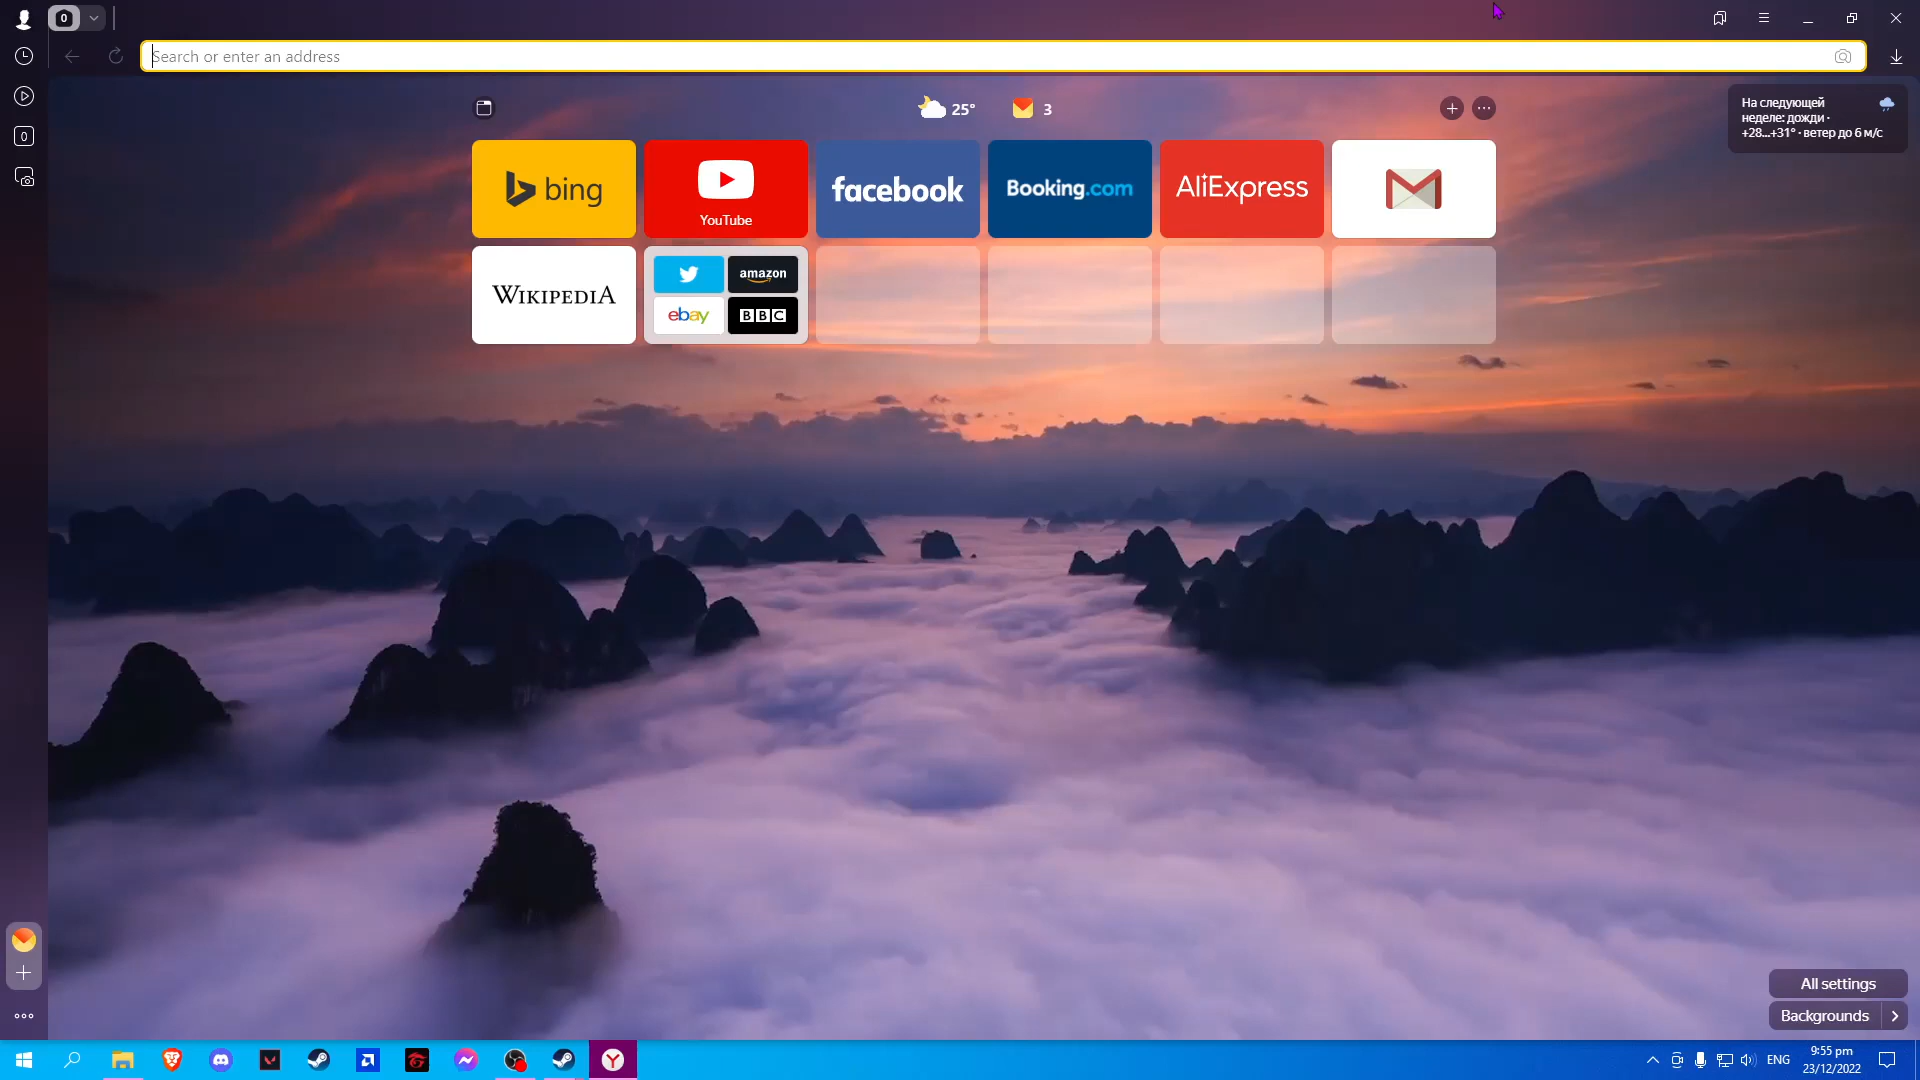 0
Search or enter an address
25°
3
На следующей
неделе: дожди ·
+28...+31° · ветер до 6 м/с
bing
YouTube
facebook
Booking.com
AliExpress
WIKIPEDIA
amazon
ebay
BBC
0
All settings
Backgrounds
ENG
9:55 pm
23/12/2022